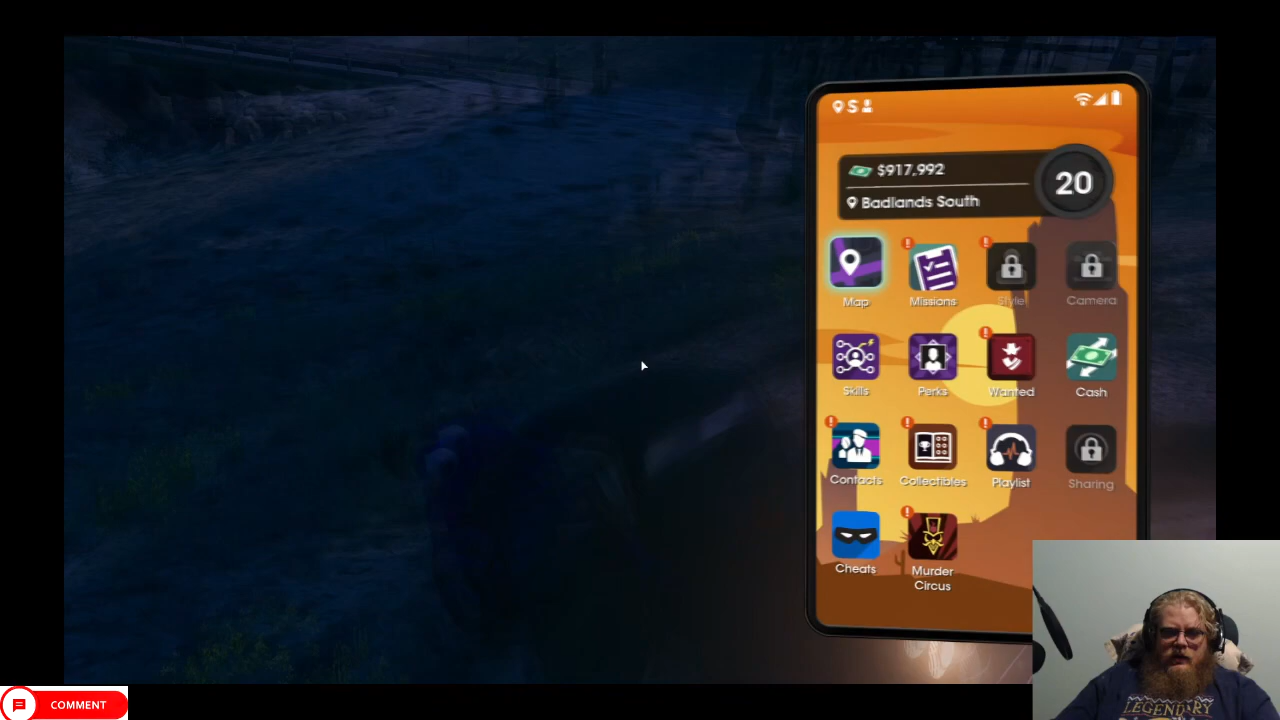 $917,992
20
Badlands South
Map
Missions
Style
Camera
Skills
Perks
Wanted
Cash
Contacts
Collectibles
Playlist
Sharing
Cheats
Murder
Circus
LEGENDARY
COMMENT